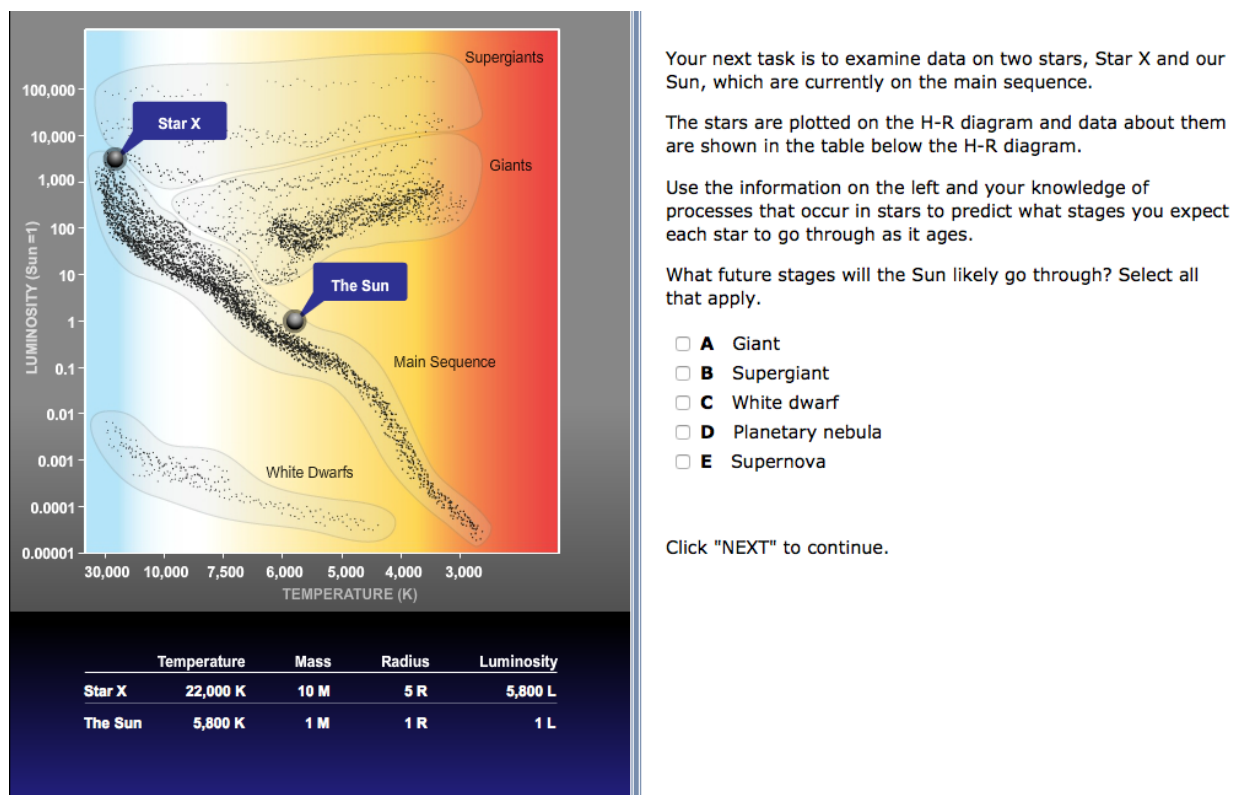 Supergiants
100,000
Star X
10,000
Giants
1,000
100
10
The Sun
1
Main Sequence
0.1
0.01
0.001
White Dwarfs
0.0001
0.00001
LUMINOSITY (Sun =1)
30,000 10,000 7,500 6,000 5,000 4,000 3,000
TEMPERATURE (K)
Temperature Mass Radius Luminosity
Star X 22,000 K 10 M 5 R 5,800 L
The Sun 5,800 K 1 M 1 R 1 L
Your next task is to examine data on two stars, Star X and our
Sun, which are currently on the main sequence.
The stars are plotted on the H-R diagram and data about them
are shown in the table below the H-R diagram.
Use the information on the left and your knowledge of
processes that occur in stars to predict what stages you expect
each star to go through as it ages.
What future stages will the Sun likely go through? Select all
that apply.
A Giant
B Supergiant
C White dwarf
D Planetary nebula
E Supernova
Click "NEXT" to continue.